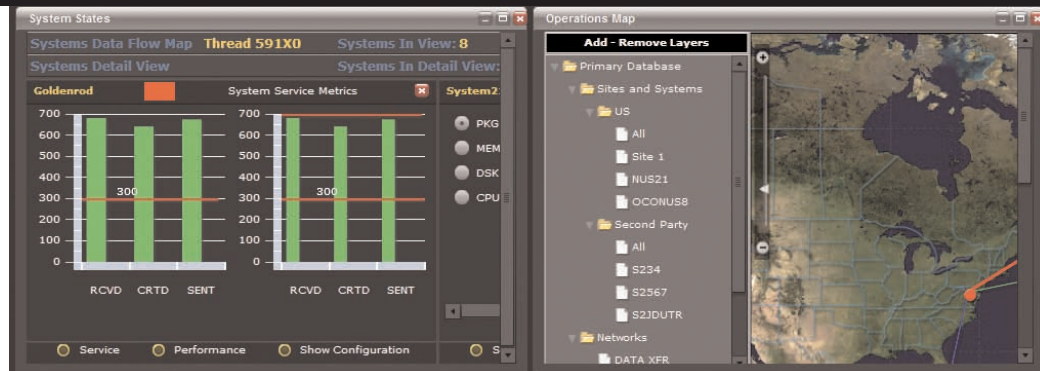 System States
Systems Data Flow Map Thread 591X0 Systems In View: 8
Systems Detail View Systems In Detail View:
Goldenrod System Service Metrics
700
600
500
400
300
200
100
0
300
RCVD CRTD SENT
700
600
500
400
300
200
100
0
300
RCVD CRTD SENT
System2:
PKG
MEM
DSK
CPU
Service Performance Show Configuration S
Operations Map
Add - Remove Layers
Primary Database
Sites and Systems
US
All
Site 1
NUS21
OCONUS8
Second Party
All
S234
S2567
S2JDUTR
Networks
DATA XFR